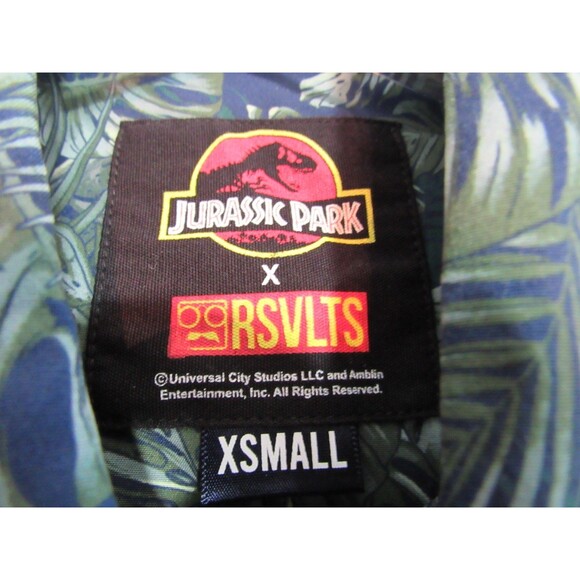 JURASSIC PARK
X
RSVLTS
©Universal City Studios LLC and Amblin
Entertainment, Inc. All Rights Reserved.
XSMALL